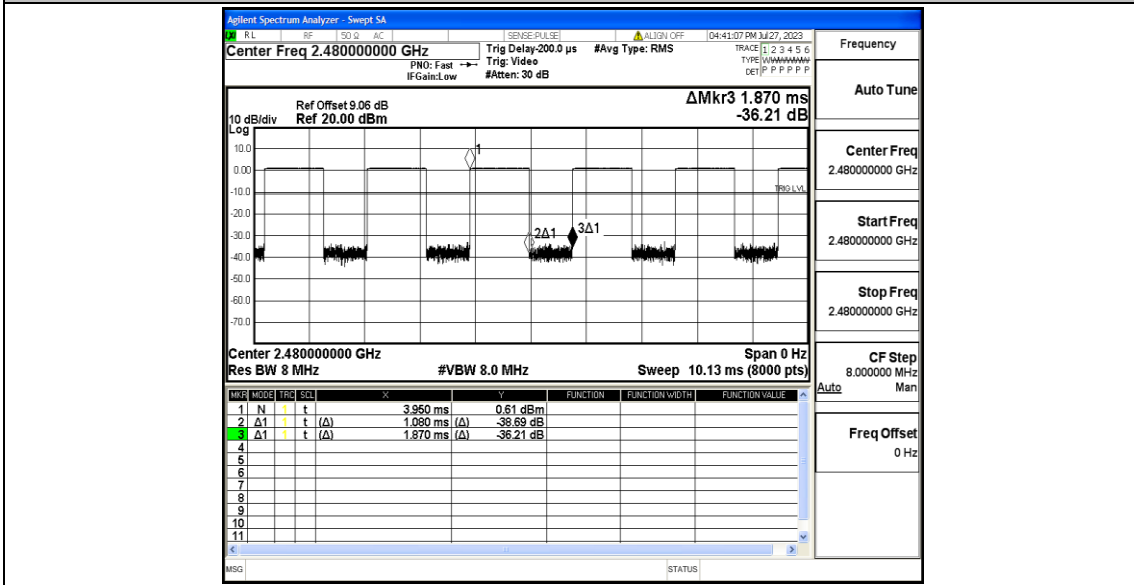 Agilent Spectrum Analyzer - Swept SA
RL RF 50 Ω AC SENSE:PULSE ALIGN OFF 04:41:07 PM Jul 27, 2023
Center Freq 2.480000000 GHz
PNO: Fast
IFGain:Low
Trig Delay-200.0 µs
Trig: Video
#Atten: 30 dB
#Avg Type: RMS
TRACE 1 2 3 4 5 6
TYPE
DET P P P P P P
Ref Offset 9.06 dB
10 dB/div Ref 20.00 dBm
Log
ΔMkr3 1.870 ms
-36.21 dB
10.0
0.00
-10.0
-20.0
-30.0
-40.0
-50.0
-60.0
-70.0
1
TRIG LVL
2Δ1
3Δ1
Center 2.480000000 GHz Span 0 Hz
Res BW 8 MHz #VBW 8.0 MHz Sweep 10.13 ms (8000 pts)
MKR MODE TRC SCL X Y FUNCTION FUNCTION WIDTH FUNCTION VALUE
1 N 1 t 3.950 ms 0.61 dBm
2 Δ1 1 t (Δ) 1.080 ms (Δ) -38.69 dB
3 Δ1 1 t (Δ) 1.870 ms (Δ) -36.21 dB
4
5
6
7
8
9
10
11
MSG STATUS
Frequency
Auto Tune
Center Freq
2.480000000 GHz
Start Freq
2.480000000 GHz
Stop Freq
2.480000000 GHz
CF Step
8.000000 MHz
Auto Man
Freq Offset
0 Hz